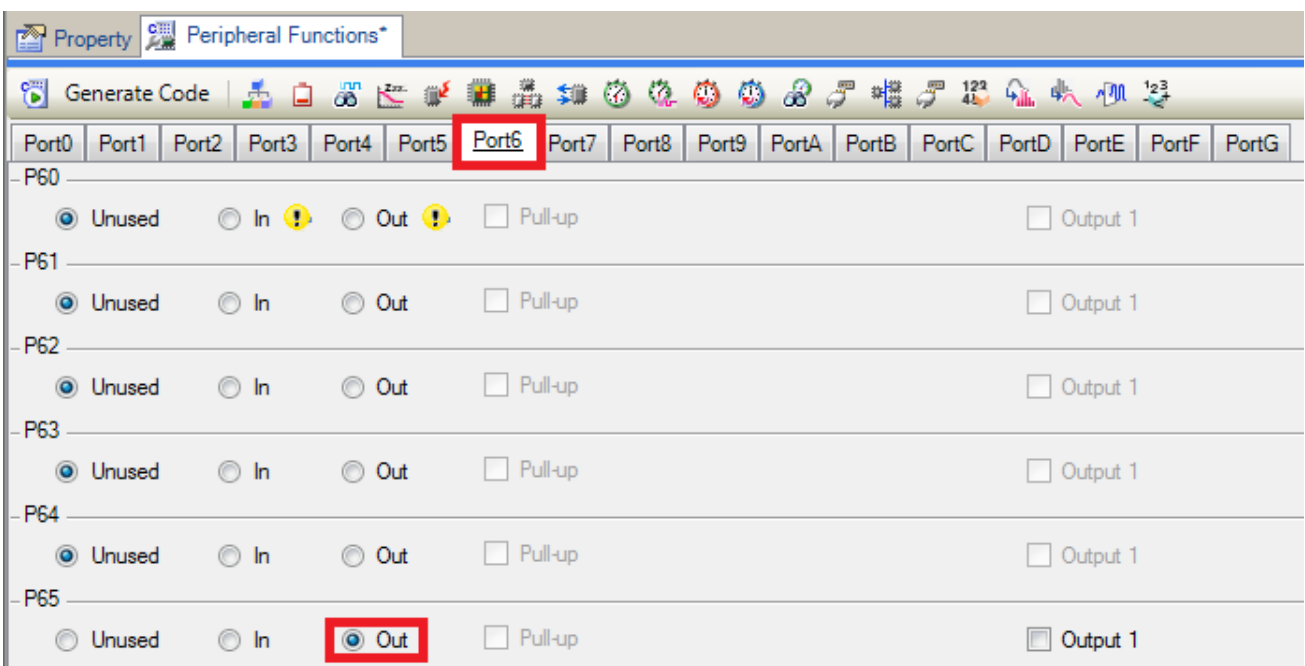 Property Peripheral Functions*
Generate Code
Port0 Port1 Port2 Port3 Port4 Port5 Port6 Port7 Port8 Port9 PortA PortB PortC PortD PortE PortF PortG
P60
Unused In Out Pull-up Output 1
P61
Unused In Out Pull-up Output 1
P62
Unused In Out Pull-up Output 1
P63
Unused In Out Pull-up Output 1
P64
Unused In Out Pull-up Output 1
P65
Unused In Out Pull-up Output 1